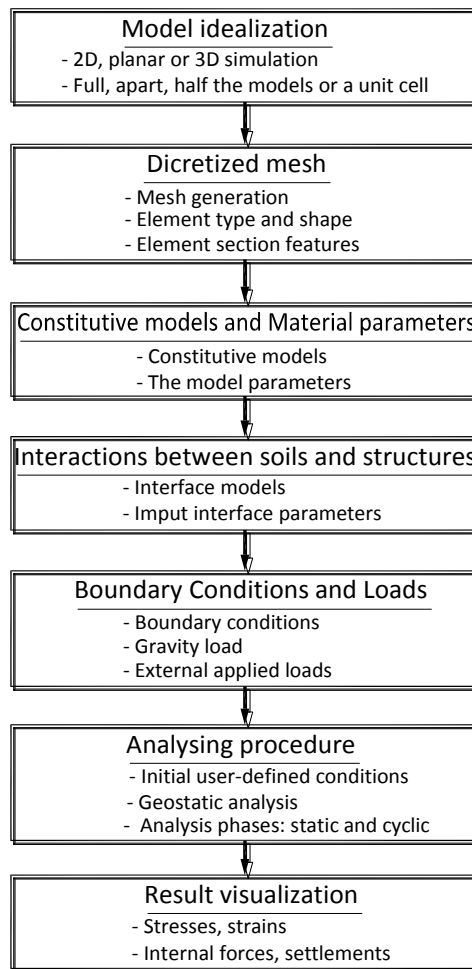 Model idealization
- 2D, planar or 3D simulation
- Full, apart, half the models or a unit cell
Dicretized mesh
- Mesh generation
- Element type and shape
- Element section features
Constitutive models and Material parameters
- Constitutive models
- The model parameters
Interactions between soils and structures
- Interface models
- Imput interface parameters
Boundary Conditions and Loads
- Boundary conditions
- Gravity load
- External applied loads
Analysing procedure
- Initial user-defined conditions
- Geostatic analysis
- Analysis phases: static and cyclic
Result visualization
- Stresses, strains
- Internal forces, settlements